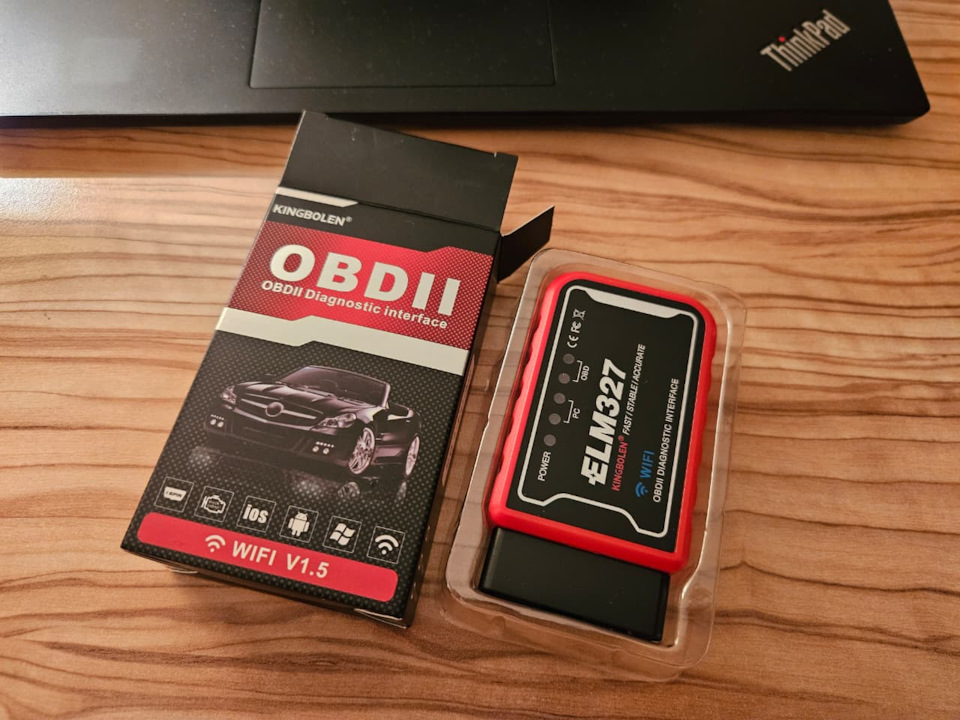 ThinkPad
KINGBOLEN®
OBDII
OBDII Diagnostic interface
iOS
WIFI V1.5
CE FC
OBD
PC
POWER
ELM327
KINGBOLEN® FAST/STABLE/ACCURATE
WIFI
OBDII DIAGNOSTIC INTERFACE